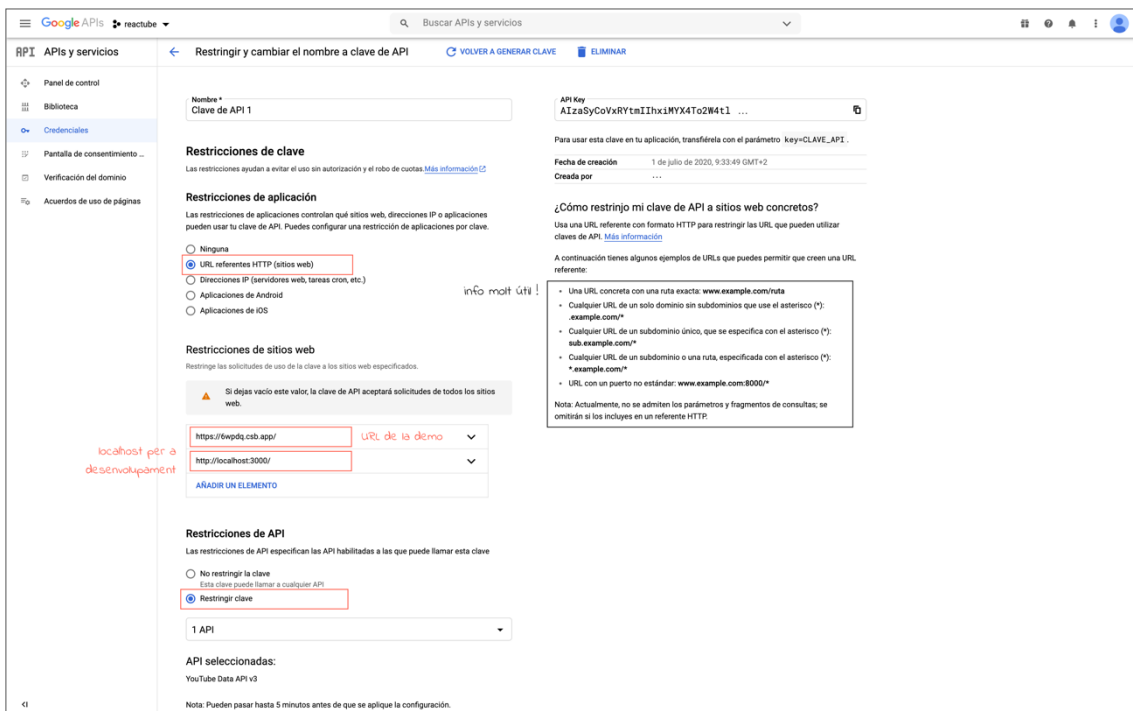 Google APIs
reactube
Buscar APIs y servicios
API APIs y servicios
Restringir y cambiar el nombre a clave de API
VOLVER A GENERAR CLAVE
ELIMINAR
Panel de control
Biblioteca
Credenciales
Pantalla de consentimiento ...
Verificación del dominio
Acuerdos de uso de páginas
Nombre *
Clave de API 1
Restricciones de clave
Las restricciones ayudan a evitar el uso sin autorización y el robo de cuotas.Más información
Restricciones de aplicación
Las restricciones de aplicaciones controlan qué sitios web, direcciones IP o aplicaciones
pueden usar tu clave de API. Puedes configurar una restricción de aplicaciones por clave.
Ninguna
URL referentes HTTP (sitios web)
Direcciones IP (servidores web, tareas cron, etc.)
Aplicaciones de Android
Aplicaciones de iOS
Restricciones de sitios web
Restringe las solicitudes de uso de la clave a los sitios web especificados.
Si dejas vacío este valor, la clave de API aceptará solicitudes de todos los sitios
web.
https://6wpdq.csb.app/
URL de la demo
localhost per a
desenvolupament
http://localhost:3000/
AÑADIR UN ELEMENTO
Restricciones de API
Las restricciones de API especifican las API habilitadas a las que puede llamar esta clave
No restringir la clave
Esta clave puede llamar a cualquier API
Restringir clave
1 API
API seleccionadas:
YouTube Data API v3
Nota: Pueden pasar hasta 5 minutos antes de que se aplique la configuración.
API Key
AIzaSyCoVxRYtmIIhxiMYX4To2W4tl ...
Para usar esta clave en tu aplicación, transfiérela con el parámetro key=CLAVE_API .
Fecha de creación 1 de julio de 2020, 9:33:49 GMT+2
Creada por ...
¿Cómo restrinjo mi clave de API a sitios web concretos?
Usa una URL referente con formato HTTP para restringir las URL que pueden utilizar
claves de API. Más información
A continuación tienes algunos ejemplos de URLs que puedes permitir que creen una URL
referente:
info molt útil !
• Una URL concreta con una ruta exacta: www.example.com/ruta
• Cualquier URL de un solo dominio sin subdominios que use el asterisco (*):
.example.com/*
• Cualquier URL de un subdominio único, que se especifica con el asterisco (*):
sub.example.com/*
• Cualquier URL de un subdominio o una ruta, especificada con el asterisco (*):
*.example.com/*
• URL con un puerto no estándar: www.example.com:8000/*
Nota: Actualmente, no se admiten los parámetros y fragmentos de consultas; se
omitirán si los incluyes en un referente HTTP.